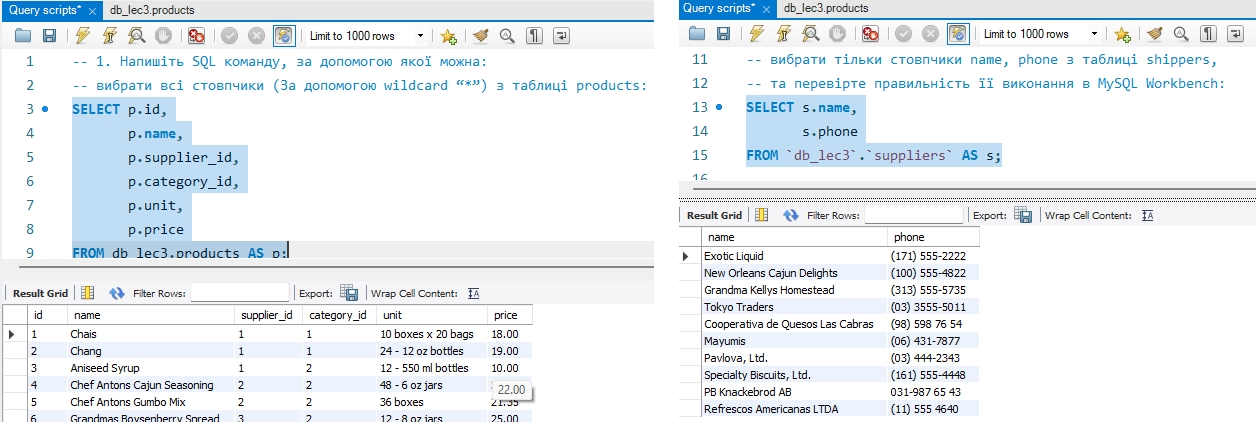 Query scripts* db_lec3.products
Limit to 1000 rows
1 -- 1. Напишіть SQL команду, за допомогою якої можна:
2 -- вибрати всі стовпчики (За допомогою wildcard “*”) з таблиці products:
3 SELECT p.id,
4 p.name,
5 p.supplier_id,
6 p.category_id,
7 p.unit,
8 p.price
9 FROM db_lec3.products AS p;
Result Grid Filter Rows: Export: Wrap Cell Content:
id name supplier_id category_id unit price
1 Chais 1 1 10 boxes x 20 bags 18.00
2 Chang 1 1 24 - 12 oz bottles 19.00
3 Aniseed Syrup 1 2 12 - 550 ml bottles 10.00
4 Chef Antons Cajun Seasoning 2 2 48 - 6 oz jars 22.00
5 Chef Antons Gumbo Mix 2 2 36 boxes 21.35
6 Grandmas Boysenberry Spread 3 2 12 - 8 oz jars 25.00
Query scripts* db_lec3.products
Limit to 1000 rows
11 -- вибрати тільки стовпчики name, phone з таблиці shippers,
12 -- та перевірте правильність її виконання в MySQL Workbench:
13 SELECT s.name,
14 s.phone
15 FROM `db_lec3`.`suppliers` AS s;
16
Result Grid Filter Rows: Export: Wrap Cell Content:
name phone
Exotic Liquid (171) 555-2222
New Orleans Cajun Delights (100) 555-4822
Grandma Kellys Homestead (313) 555-5735
Tokyo Traders (03) 3555-5011
Cooperativa de Quesos Las Cabras (98) 598 76 54
Mayumis (06) 431-7877
Pavlova, Ltd. (03) 444-2343
Specialty Biscuits, Ltd. (161) 555-4448
PB Knackebrod AB 031-987 65 43
Refrescos Americanas LTDA (11) 555 4640